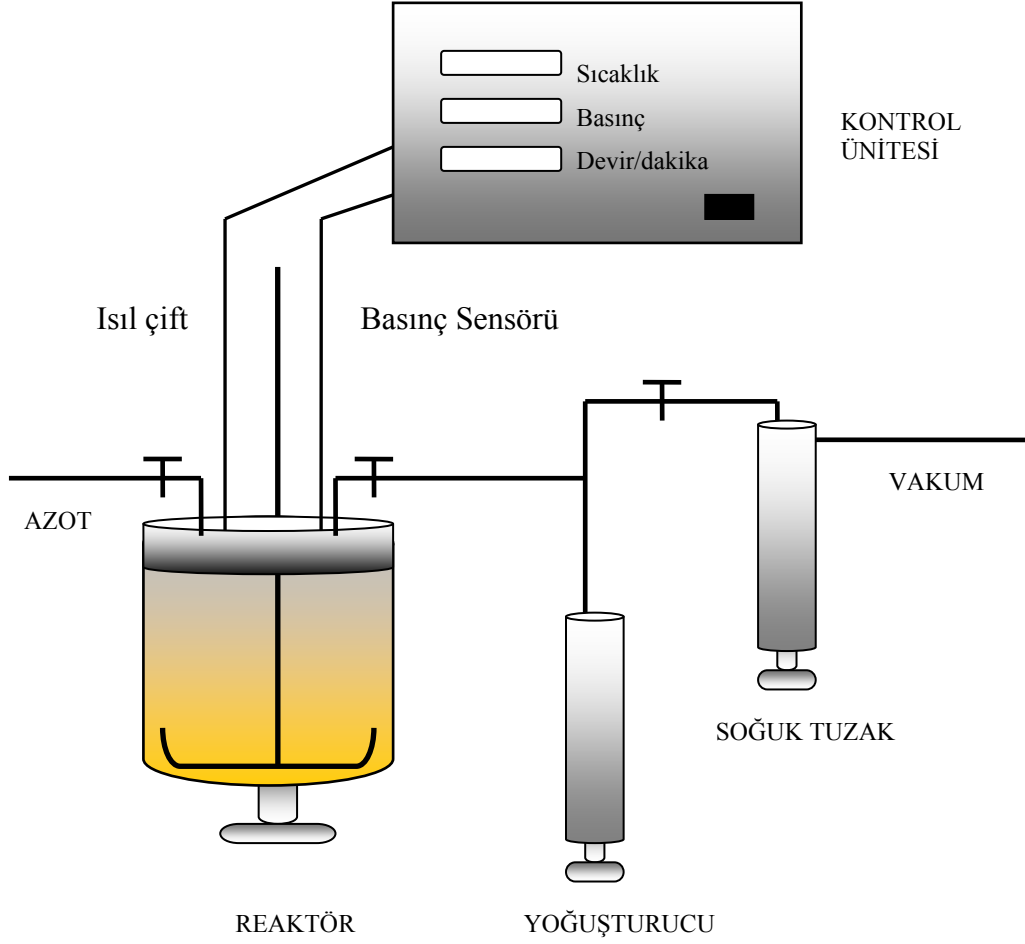 Sıcaklık
Basınç
Devir/dakika
KONTROL
ÜNİTESİ
Isıl çift
Basınç Sensörü
AZOT
VAKUM
SOĞUK TUZAK
REAKTÖR
YOĞUŞTURUCU